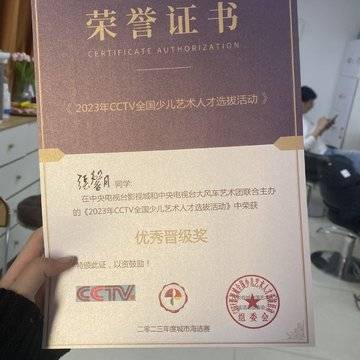 荣誉证书
CERTIFICATE AUTHORIZATION
《 2023年CCTV全国少儿艺术人才选拔活动 》
张馨月 同学:
在中央电视台影视城和中央电视台大风车艺术团联合主办
的《2023年CCTV全国少儿艺术人才选拔活动》中荣获
优秀晋级奖
特颁此证，以资鼓励！
CCTV
组委会
二零二三年度城市海选赛